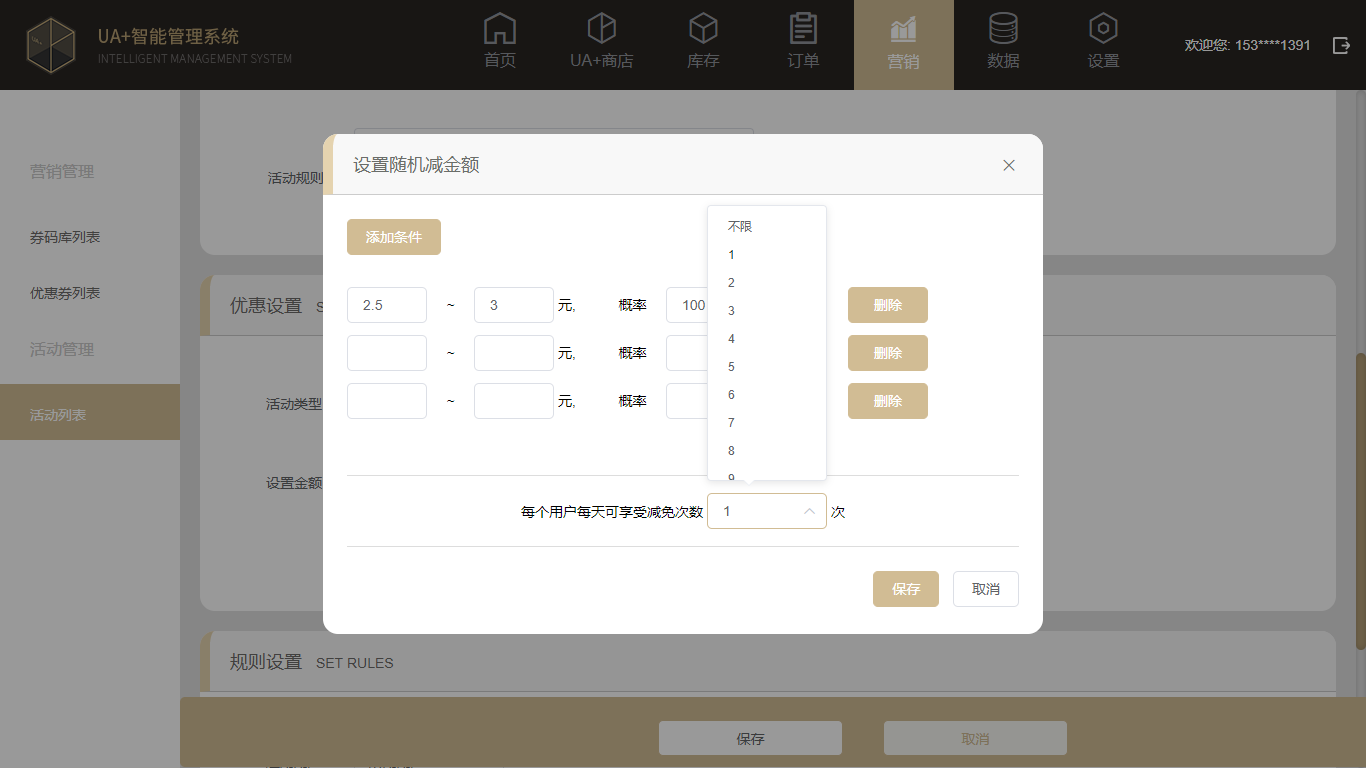 UA+智能管理系统
INTELLIGENT MANAGEMENT SYSTEM
首页
UA+商店
库存
订单
营销
数据
设置
欢迎您: 153****1391
营销管理
券码库列表
优惠券列表
活动管理
活动列表
活动规则
优惠设置 S
活动类型
设置金额
规则设置 SET RULES
保存
取消
设置随机减金额
添加条件
2.5 ~ 3 元, 概率 100 删除
~ 元, 概率 删除
~ 元, 概率 删除
不限
1
2
3
4
5
6
7
8
9
每个用户每天可享受减免次数 1 次
保存
取消